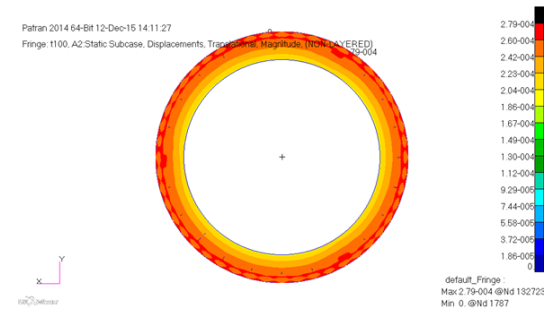 Patran 2014 64-Bit 12-Dec-15 14:11:27
Fringe: t100, A2:Static Subcase, Displacements, Translational, Magnitude, (NON-LAYERED)
2.79-004
2.79-004
2.60-004
2.42-004
2.23-004
2.04-004
1.86-004
1.67-004
1.49-004
1.30-004
1.12-004
9.29-005
7.44-005
5.58-005
3.72-005
1.86-005
0
default_Fringe :
Max 2.79-004 @Nd 132723
Min 0. @Nd 1787
Y
X